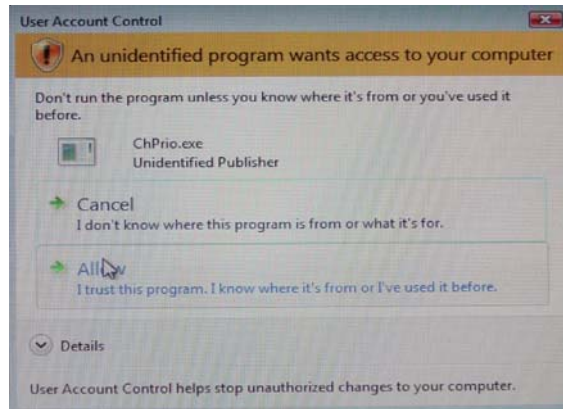 User Account Control
An unidentified program wants access to your computer
Don't run the program unless you know where it's from or you've used it
before.
ChPrio.exe
Unidentified Publisher
Cancel
I don't know where this program is from or what it's for.
Allow
I trust this program. I know where it's from or I've used it before.
Details
User Account Control helps stop unauthorized changes to your computer.